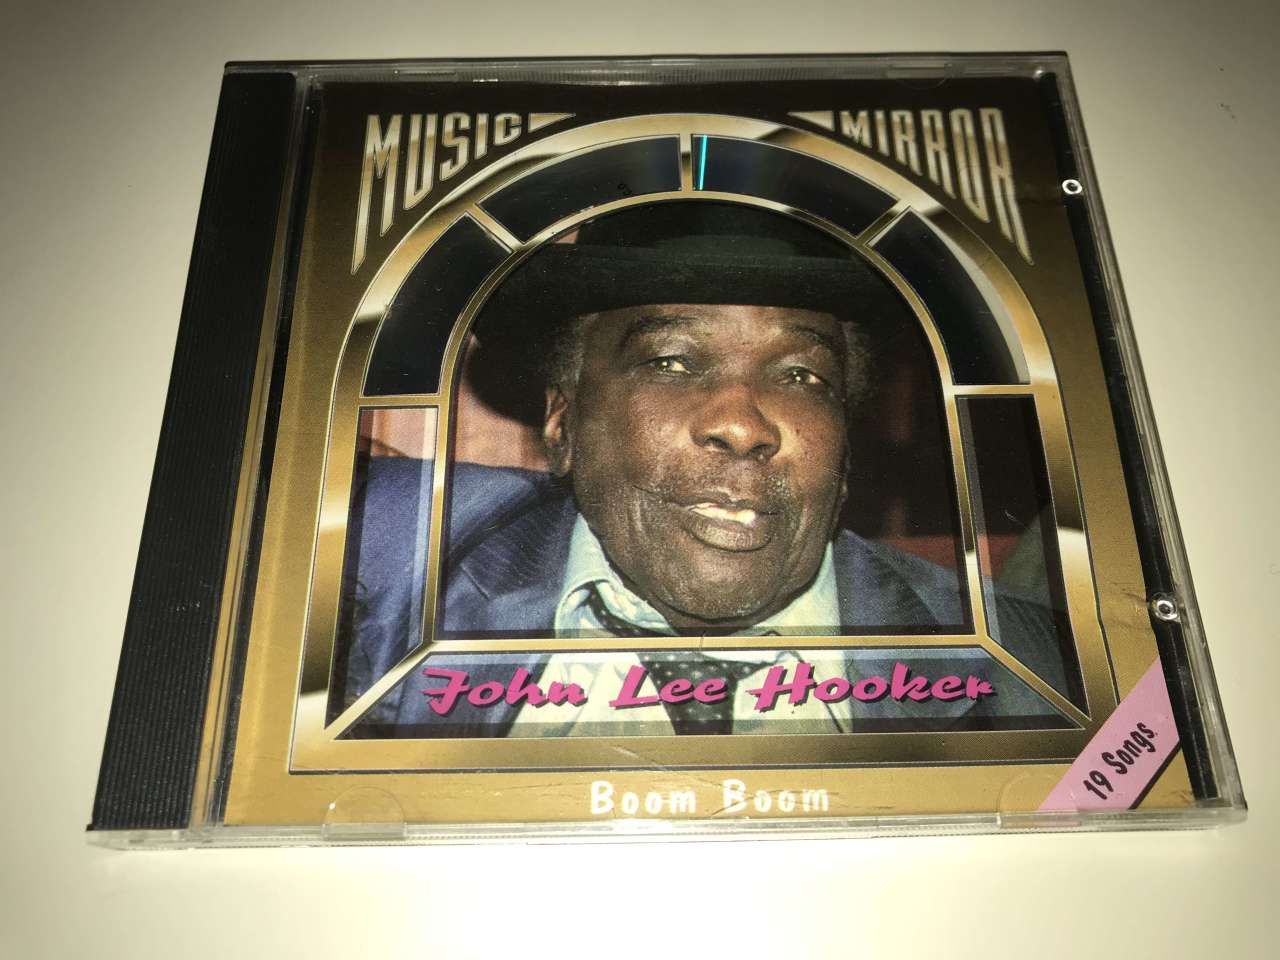 MUSIC MIRROR
John Lee Hooker
Boom Boom
19 Songs